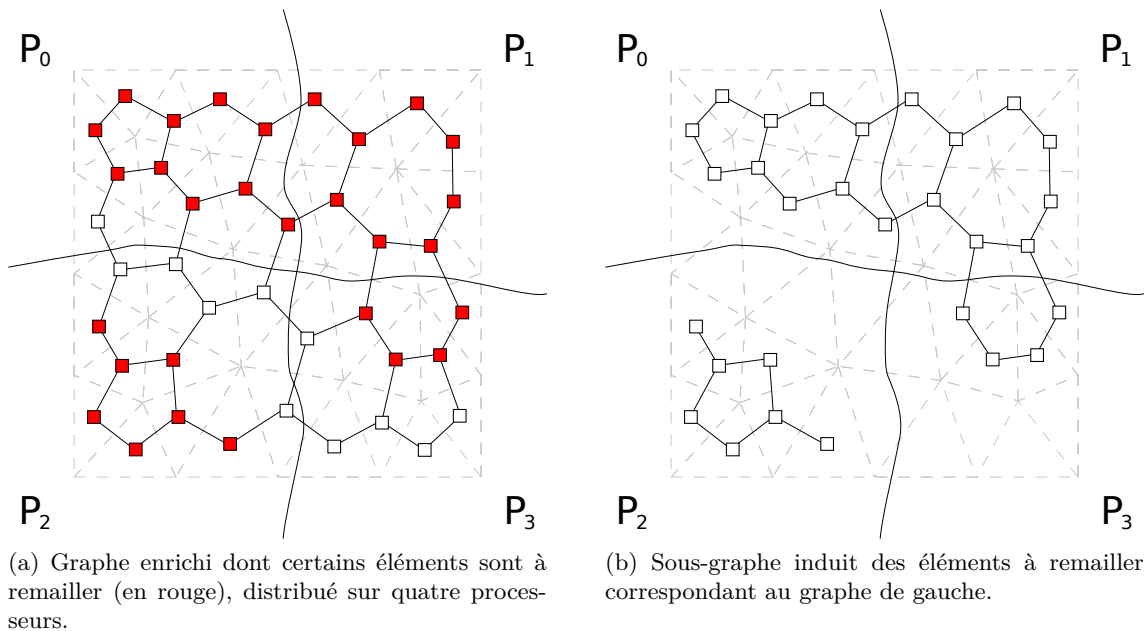 P0
P1
P0
P1
P2
P3
P2
P3
(a) Graphe enrichi dont certains éléments sont à
remailler (en rouge), distribué sur quatre proces-
seurs.
(b) Sous-graphe induit des éléments à remailler
correspondant au graphe de gauche.